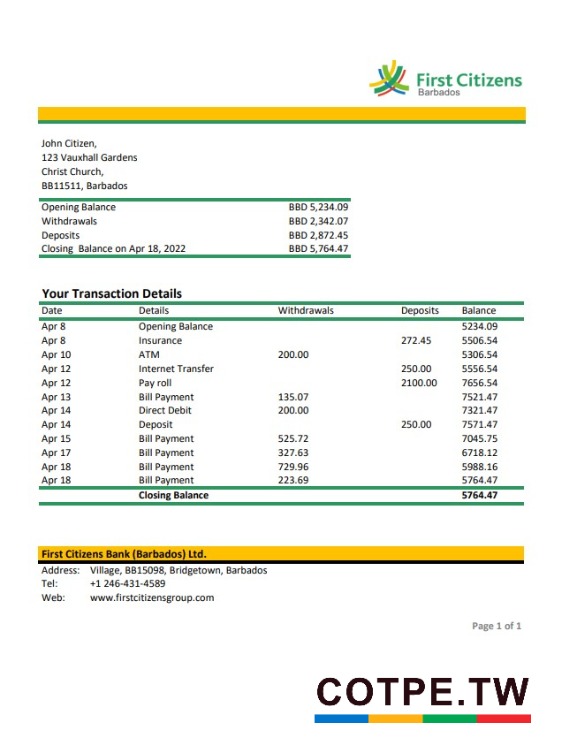 First Citizens
Barbados
John Citizen,
123 Vauxhall Gardens
Christ Church,
BB11511, Barbados
Opening Balance BBD 5,234.09
Withdrawals BBD 2,342.07
Deposits BBD 2,872.45
Closing Balance on Apr 18, 2022 BBD 5,764.47
Your Transaction Details
Date Details Withdrawals Deposits Balance
Apr 8 Opening Balance 5234.09
Apr 8 Insurance 272.45 5506.54
Apr 10 ATM 200.00 5306.54
Apr 12 Internet Transfer 250.00 5556.54
Apr 12 Pay roll 2100.00 7656.54
Apr 13 Bill Payment 135.07 7521.47
Apr 14 Direct Debit 200.00 7321.47
Apr 14 Deposit 250.00 7571.47
Apr 15 Bill Payment 525.72 7045.75
Apr 17 Bill Payment 327.63 6718.12
Apr 18 Bill Payment 729.96 5988.16
Apr 18 Bill Payment 223.69 5764.47
Closing Balance 5764.47
First Citizens Bank (Barbados) Ltd.
Address: Village, BB15098, Bridgetown, Barbados
Tel: +1 246-431-4589
Web: www.firstcitizensgroup.com
Page 1 of 1
COTPE.TW